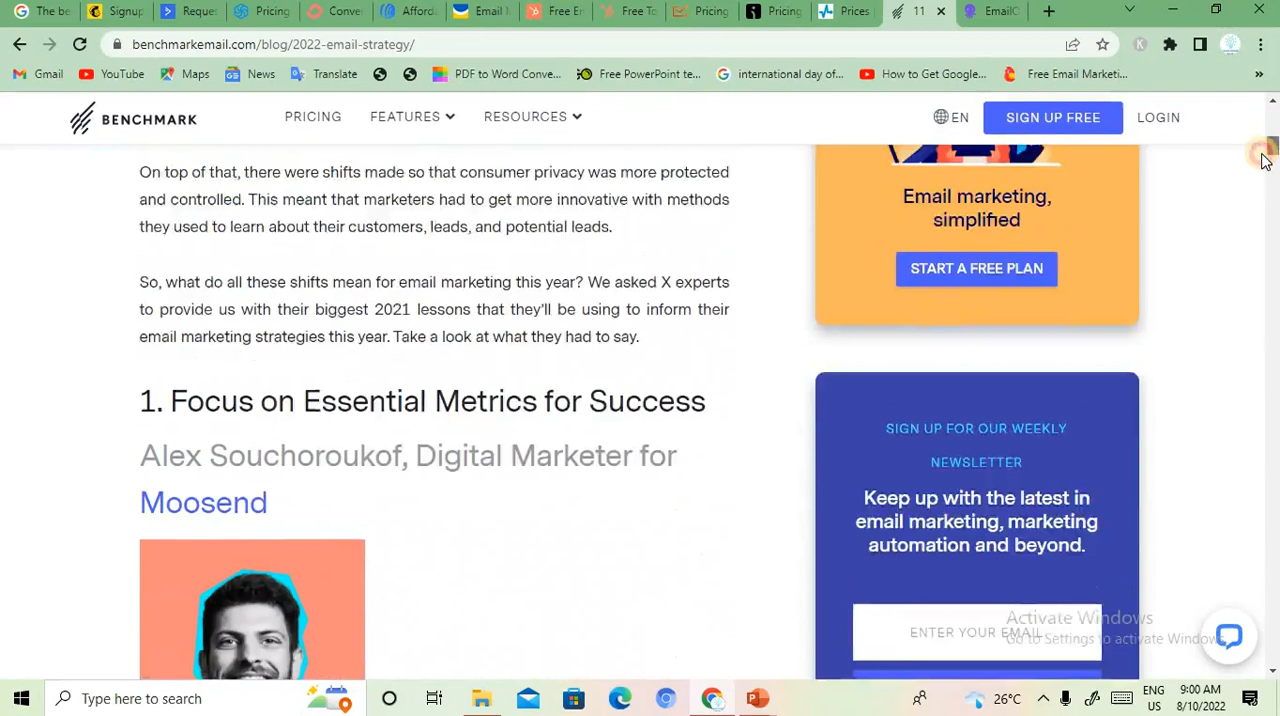 The be
Signup
Reque
Pricing
Conver
Afforda
Email M
Free En
Free To
Pricing
Pricing
Prices
11
EmailO
benchmarkemail.com/blog/2022-email-strategy/
K
Gmail
YouTube
Maps
News
Translate
PDF to Word Conve...
Free PowerPoint te...
international day of...
How to Get Google...
Free Email Marketi...
BENCHMARK
PRICING
FEATURES
RESOURCES
EN
SIGN UP FREE
LOGIN
On top of that, there were shifts made so that consumer privacy was more protected
and controlled. This meant that marketers had to get more innovative with methods
they used to learn about their customers, leads, and potential leads.
So, what do all these shifts mean for email marketing this year? We asked X experts
to provide us with their biggest 2021 lessons that they'll be using to inform their
email marketing strategies this year. Take a look at what they had to say.
1. Focus on Essential Metrics for Success
Alex Souchoroukof, Digital Marketer for
Moosend
Email marketing,
simplified
START A FREE PLAN
SIGN UP FOR OUR WEEKLY
NEWSLETTER
Keep up with the latest in
email marketing, marketing
automation and beyond.
ENTER YOUR EMAIL
Activate Windows
Go to Settings to activate Windows.
Type here to search
26°C
ENG
US
9:00 AM
8/10/2022